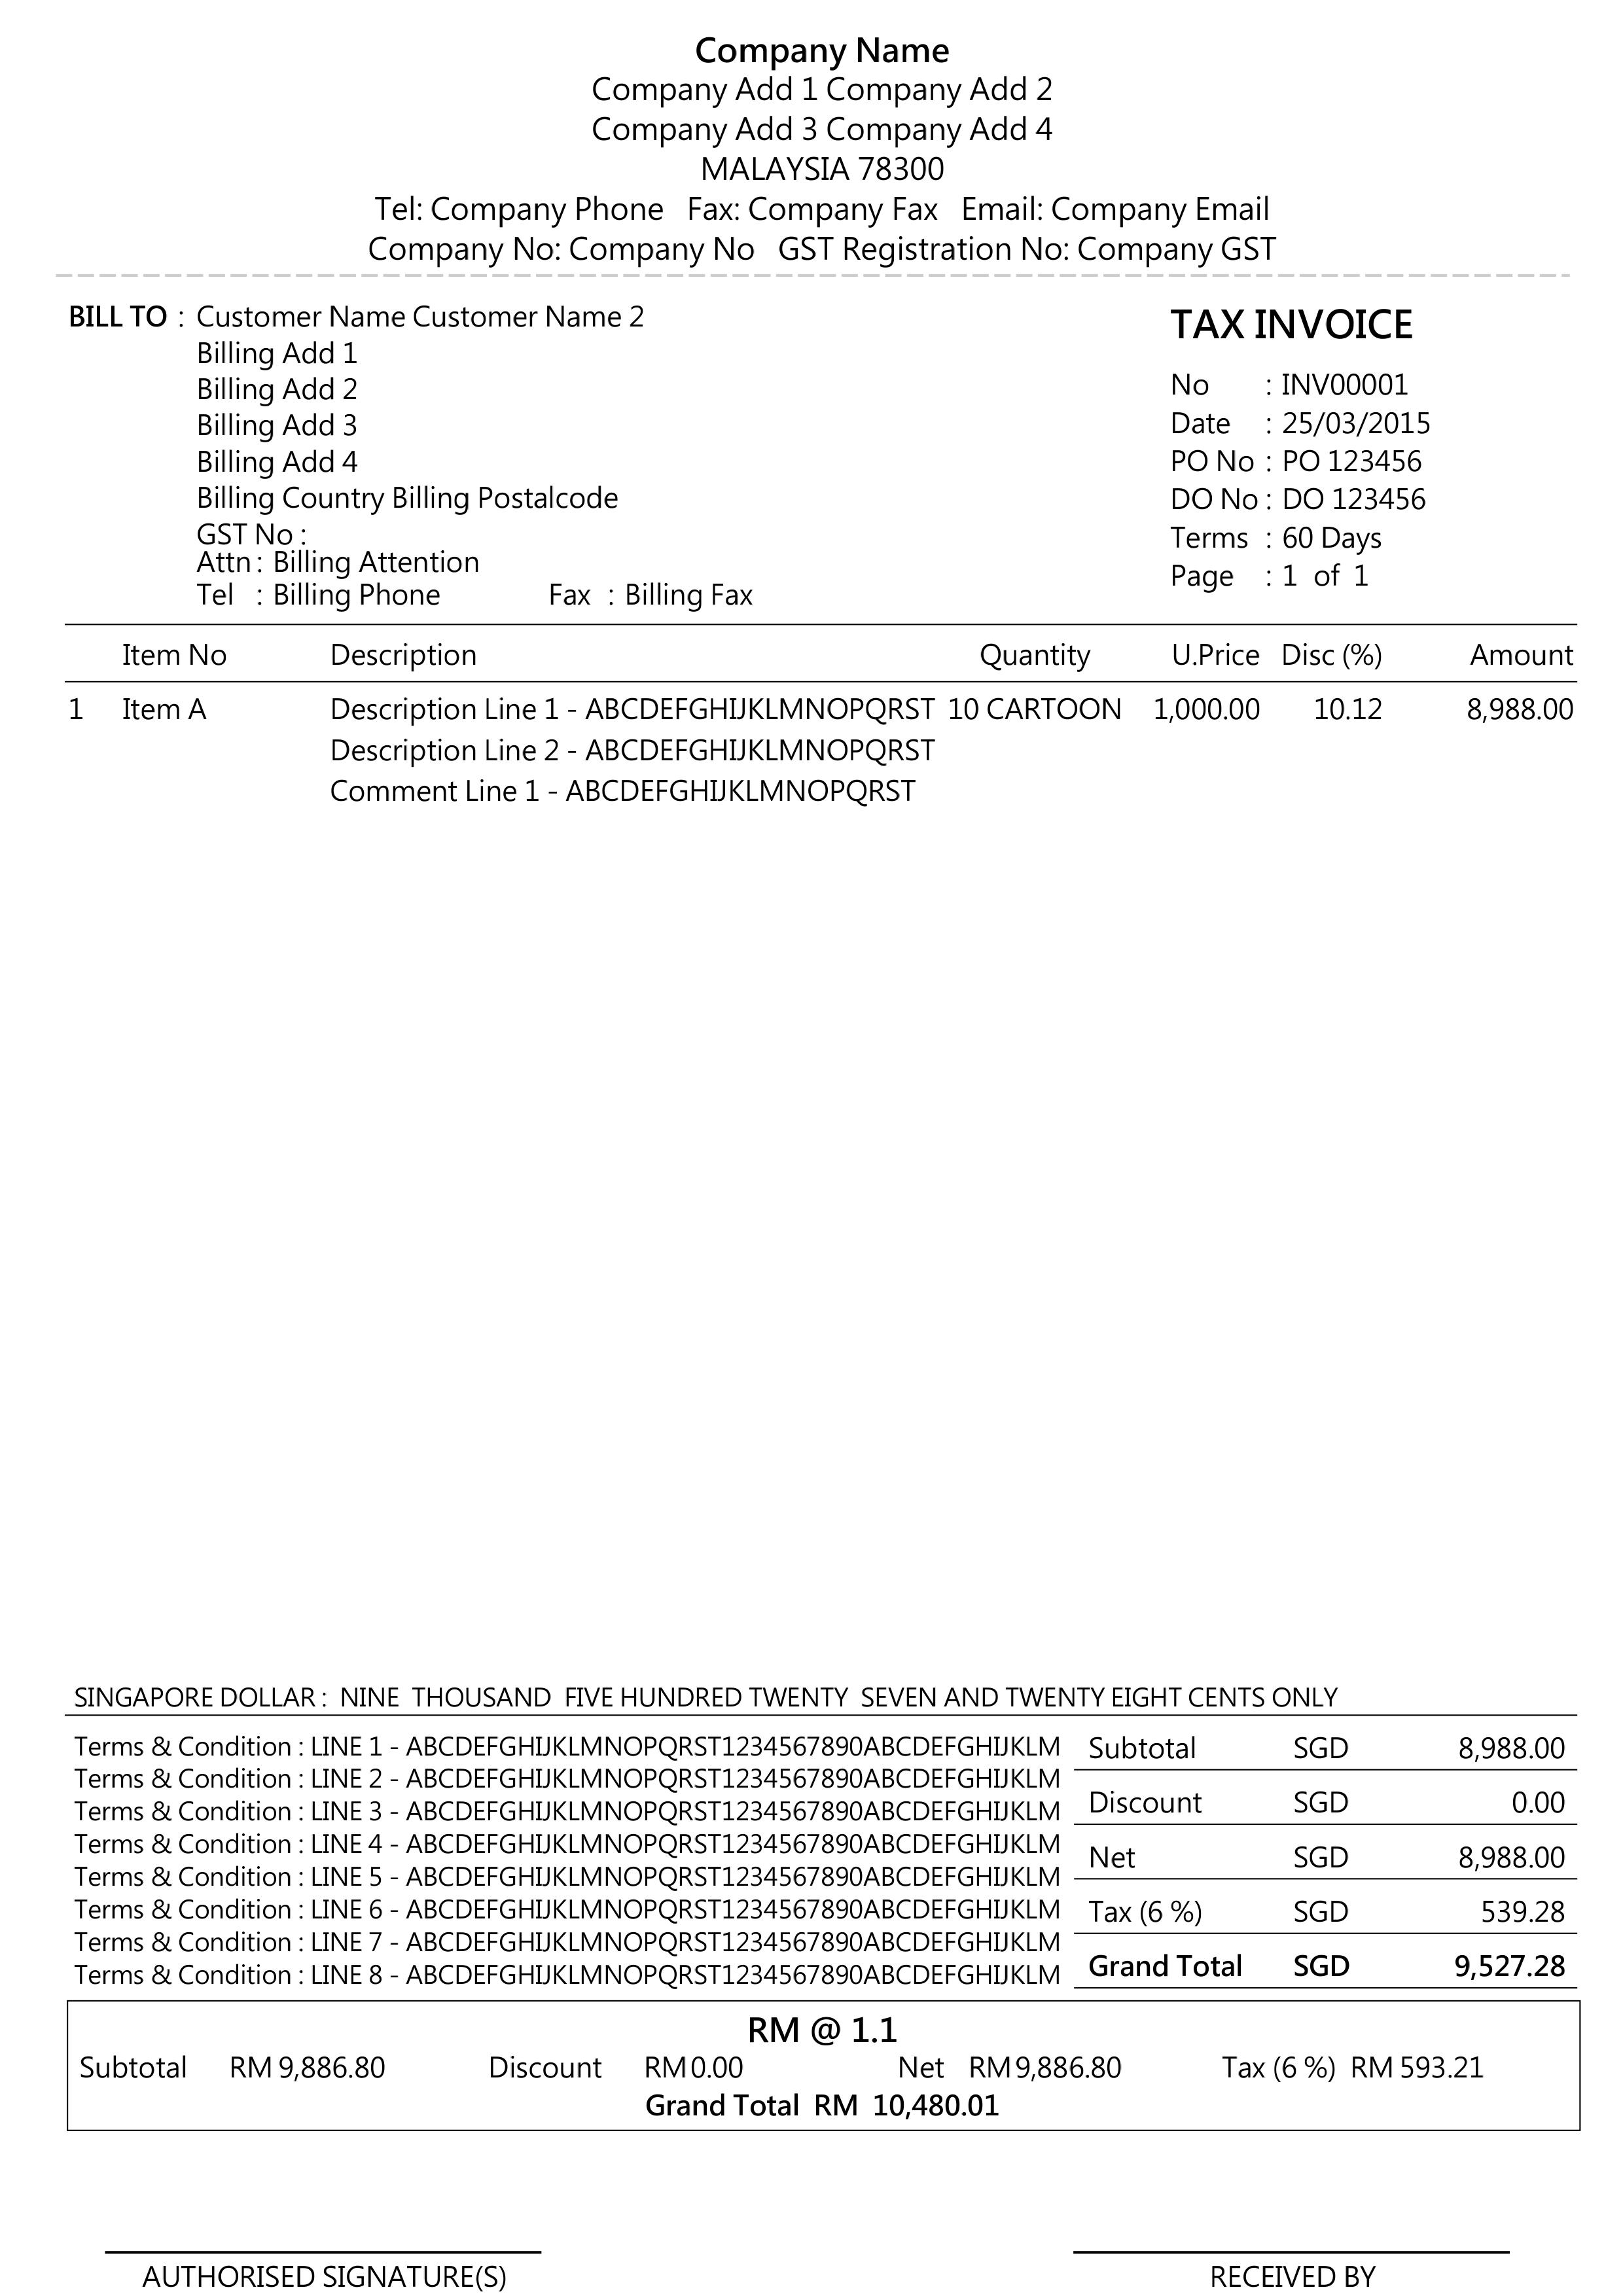 Company Name
Company Add 1 Company Add 2
Company Add 3 Company Add 4
MALAYSIA 78300
Tel: Company Phone Fax: Company Fax Email: Company Email
Company No: Company No GST Registration No: Company GST
BILL TO : Customer Name Customer Name 2
Billing Add 1
Billing Add 2
Billing Add 3
Billing Add 4
Billing Country Billing Postalcode
GST No :
Attn : Billing Attention
Tel : Billing Phone Fax : Billing Fax
TAX INVOICE
No : INV00001
Date : 25/03/2015
PO No : PO 123456
DO No : DO 123456
Terms : 60 Days
Page : 1 of 1
Item No Description Quantity U.Price Disc (%) Amount
1 Item A Description Line 1 - ABCDEFGHIJKLMNOPQRST 10 CARTOON 1,000.00 10.12 8,988.00
Description Line 2 - ABCDEFGHIJKLMNOPQRST
Comment Line 1 - ABCDEFGHIJKLMNOPQRST
SINGAPORE DOLLAR : NINE THOUSAND FIVE HUNDRED TWENTY SEVEN AND TWENTY EIGHT CENTS ONLY
Terms & Condition : LINE 1 - ABCDEFGHIJKLMNOPQRST1234567890ABCDEFGHIJKLM
Terms & Condition : LINE 2 - ABCDEFGHIJKLMNOPQRST1234567890ABCDEFGHIJKLM
Terms & Condition : LINE 3 - ABCDEFGHIJKLMNOPQRST1234567890ABCDEFGHIJKLM
Terms & Condition : LINE 4 - ABCDEFGHIJKLMNOPQRST1234567890ABCDEFGHIJKLM
Terms & Condition : LINE 5 - ABCDEFGHIJKLMNOPQRST1234567890ABCDEFGHIJKLM
Terms & Condition : LINE 6 - ABCDEFGHIJKLMNOPQRST1234567890ABCDEFGHIJKLM
Terms & Condition : LINE 7 - ABCDEFGHIJKLMNOPQRST1234567890ABCDEFGHIJKLM
Terms & Condition : LINE 8 - ABCDEFGHIJKLMNOPQRST1234567890ABCDEFGHIJKLM
Subtotal SGD 8,988.00
Discount SGD 0.00
Net SGD 8,988.00
Tax (6 %) SGD 539.28
Grand Total SGD 9,527.28
RM @ 1.1
Subtotal RM 9,886.80 Discount RM 0.00 Net RM 9,886.80 Tax (6 %) RM 593.21
Grand Total RM 10,480.01
AUTHORISED SIGNATURE(S) RECEIVED BY